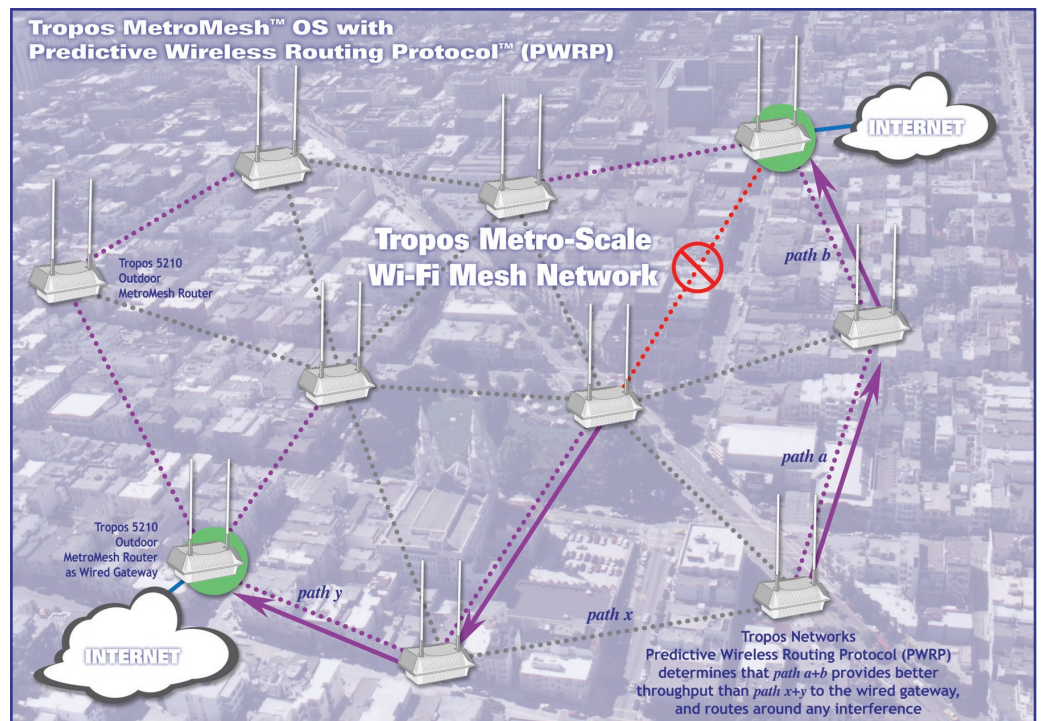 Tropos MetroMesh™ OS with
Predictive Wireless Routing Protocol™ (PWRP)
INTERNET
Tropos Metro-Scale
Wi-Fi Mesh Network
path b
Tropos 5210
Outdoor
MetroMesh Router
path a
Tropos 5210
Outdoor
MetroMesh Router
as Wired Gateway
path y
path x
INTERNET
Tropos Networks
Predictive Wireless Routing Protocol (PWRP)
determines that path a+b provides better
throughput than path x+y to the wired gateway,
and routes around any interference